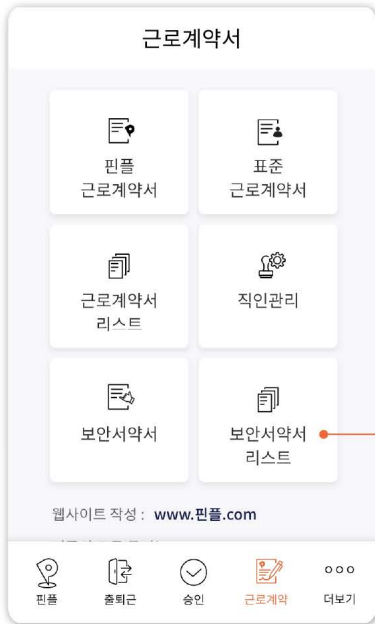 근로계약서
핀플
근로계약서
표준
근로계약서
근로계약서
리스트
직인관리
보안서약서
보안서약서
리스트
웹사이트 작성 : www.핀플.com
핀플
출퇴근
승인
근로계약
더보기